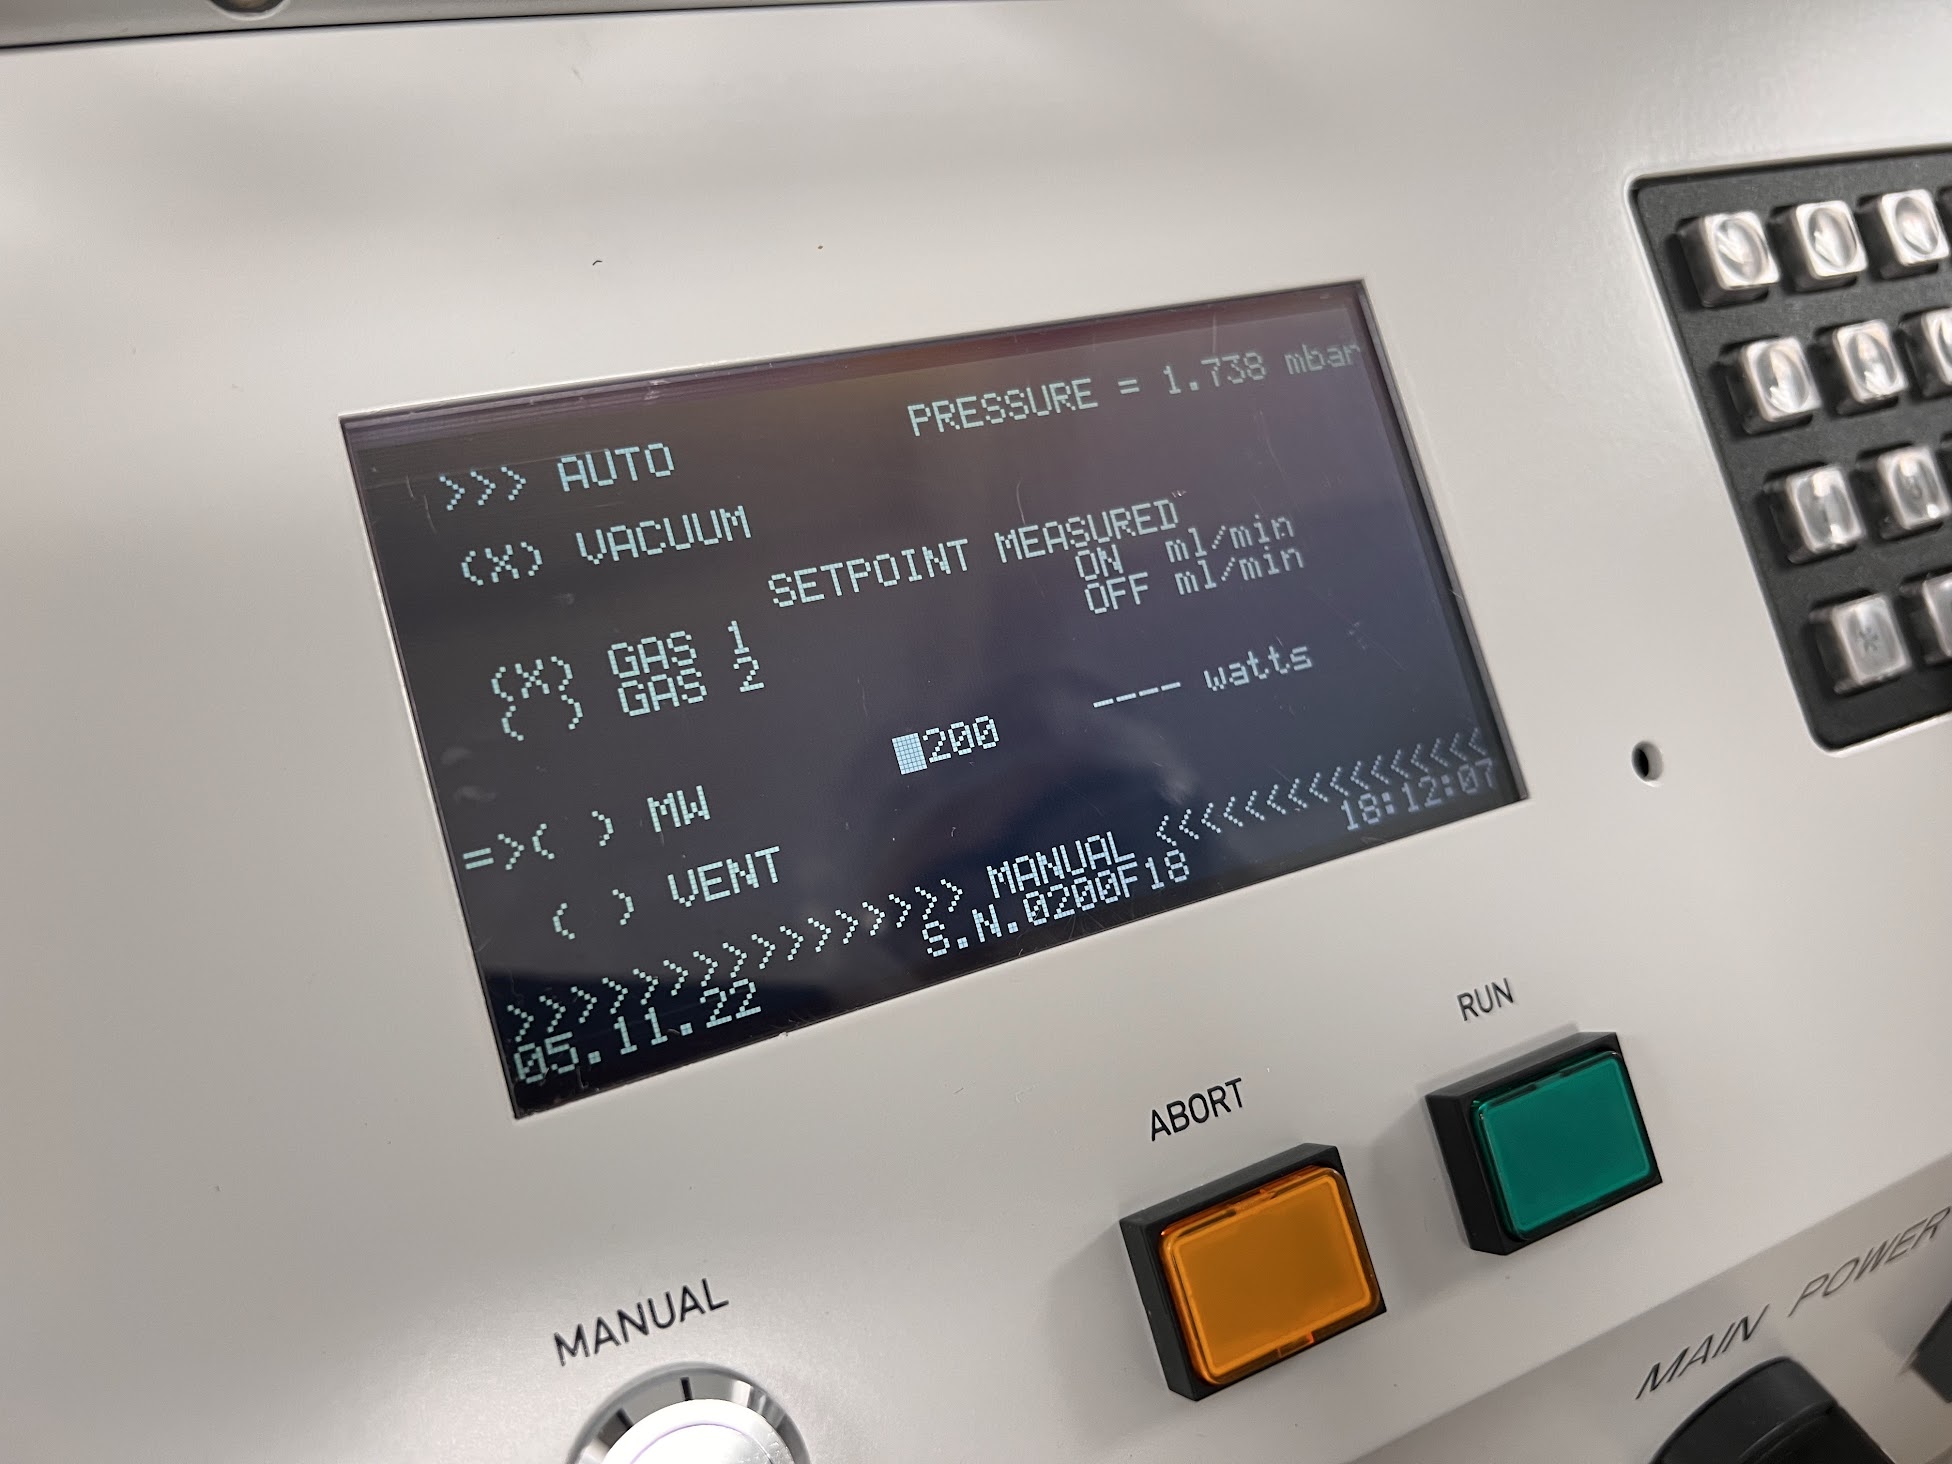 PRESSURE = 1.738 mbar
>>> AUTO
(X) VACUUM
SETPOINT MEASURED
(X) GAS 1 ON ml/min
( ) GAS 2 OFF ml/min
=>( ) MW 200 ---- watts
( ) VENT
>>>>>>>>>>>>>>> MANUAL <<<<<<<<<<<<<<
05.11.22 S.N.0200F18 18:12:07
RUN
ABORT
MANUAL
MAIN POWER